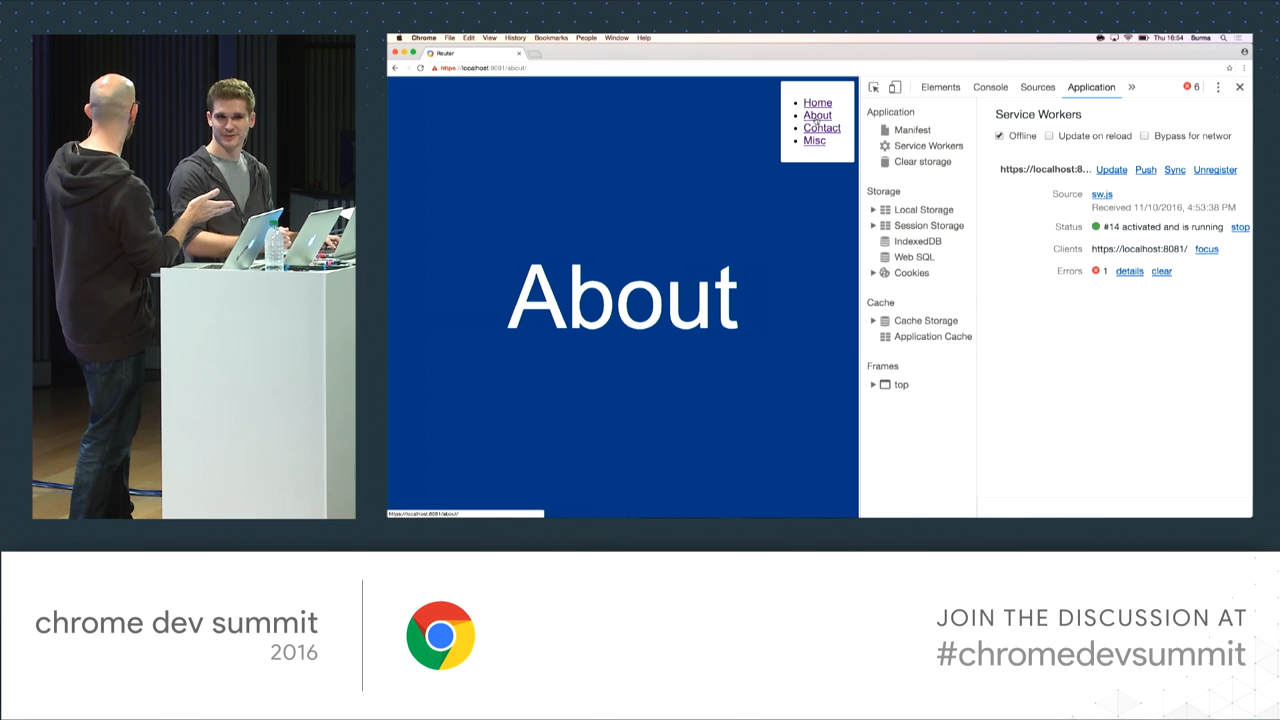 Chrome File Edit View History Bookmarks People Window Help
Thu 16:54 Surma
Router
https://localhost:8081/about/
Home
About
Contact
Misc
About
https://localhost:8081/about/
Elements Console Sources Application » 6
Application
Manifest
Service Workers
Clear storage
Storage
Local Storage
Session Storage
IndexedDB
Web SQL
Cookies
Cache
Cache Storage
Application Cache
Frames
top
Service Workers
Offline Update on reload Bypass for networ
https://localhost:8... Update Push Sync Unregister
Source sw.js
Received 11/10/2016, 4:53:38 PM
Status #14 activated and is running stop
Clients https://localhost:8081/ focus
Errors 1 details clear
chrome dev summit
2016
JOIN THE DISCUSSION AT
#chromedevsummit